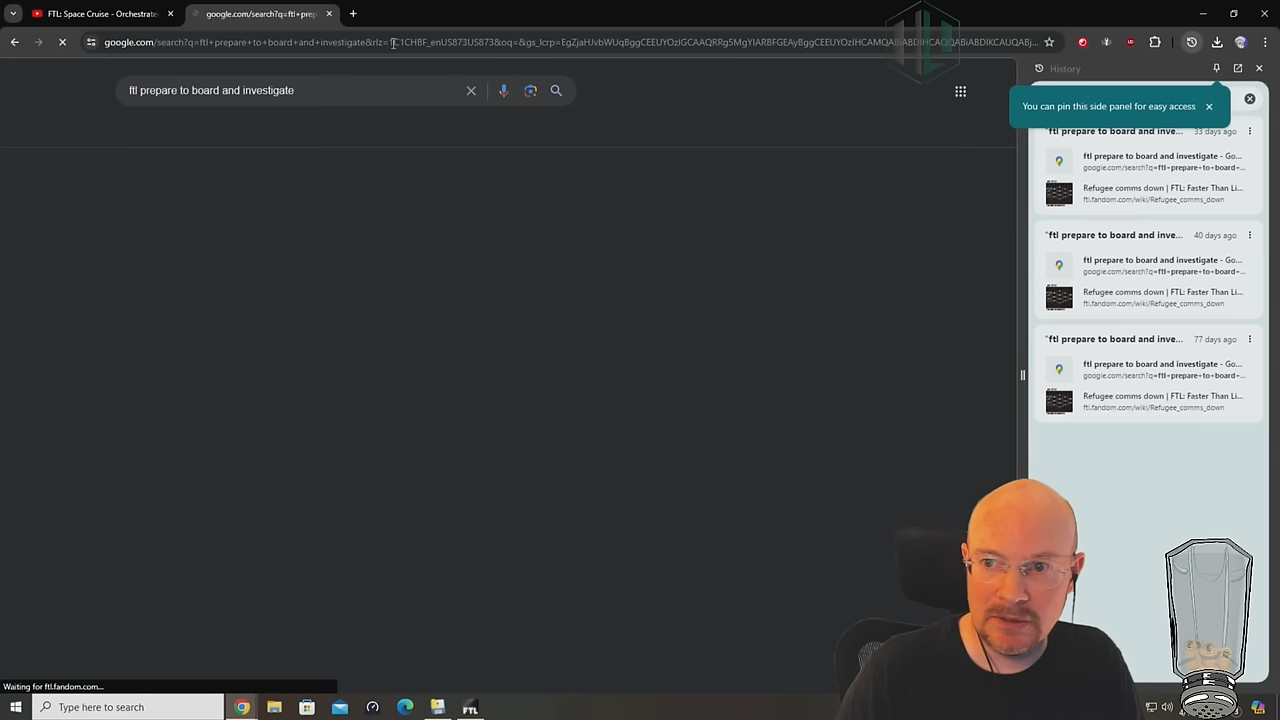 FTL: Space Cruise - Orchestrate
google.com/search?q=ftl+prep
google.com/search?q=ftl+prepare+to+board+and+investigate&rlz=1C1CHBF_enUS873US873&oq=&gs_lcrp=EgZjaHJvbWUqBggCEEUYOzIGCAAQRRg5MgYIARBFGEAyBggCEEUYOzIHCAMQABiABDIHCAQQABiABDIKCAUQABj...
History
ftl prepare to board and investigate
You can pin this side panel for easy access
"ftl prepare to board and inve... 33 days ago
ftl prepare to board and investigate - Go...
google.com/search?q=ftl+prepare+to+board+...
Refugee comms down | FTL: Faster Than Li...
ftl.fandom.com/wiki/Refugee_comms_down
"ftl prepare to board and inve... 40 days ago
ftl prepare to board and investigate - Go...
google.com/search?q=ftl+prepare+to+board+...
Refugee comms down | FTL: Faster Than Li...
ftl.fandom.com/wiki/Refugee_comms_down
"ftl prepare to board and inve... 77 days ago
ftl prepare to board and investigate - Go...
google.com/search?q=ftl+prepare+to+board+...
Refugee comms down | FTL: Faster Than Li...
ftl.fandom.com/wiki/Refugee_comms_down
Waiting for ftl.fandom.com...
Type here to search
FTL